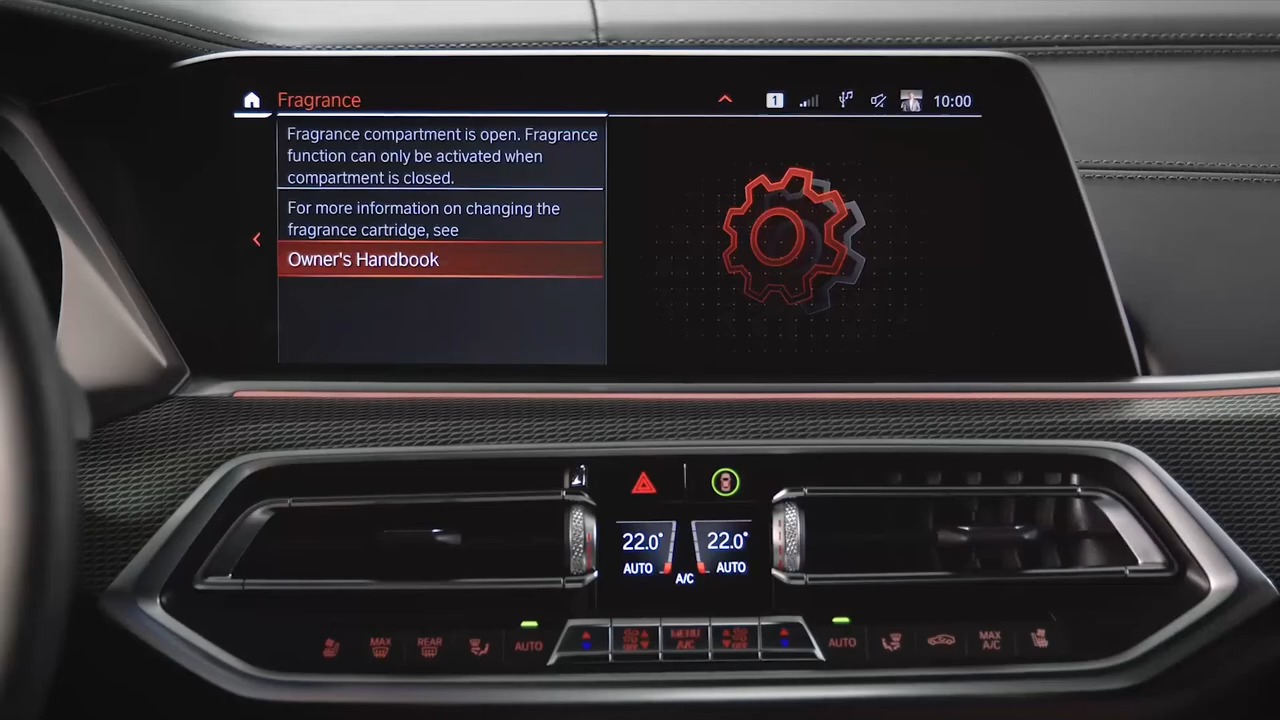 Fragrance
1
10:00
Fragrance compartment is open. Fragrance
function can only be activated when
compartment is closed.
For more information on changing the
fragrance cartridge, see
Owner's Handbook
22.0°
22.0°
AUTO
AUTO
A/C
MAX
REAR
AUTO
MENU
A/C
AUTO
MAX
A/C